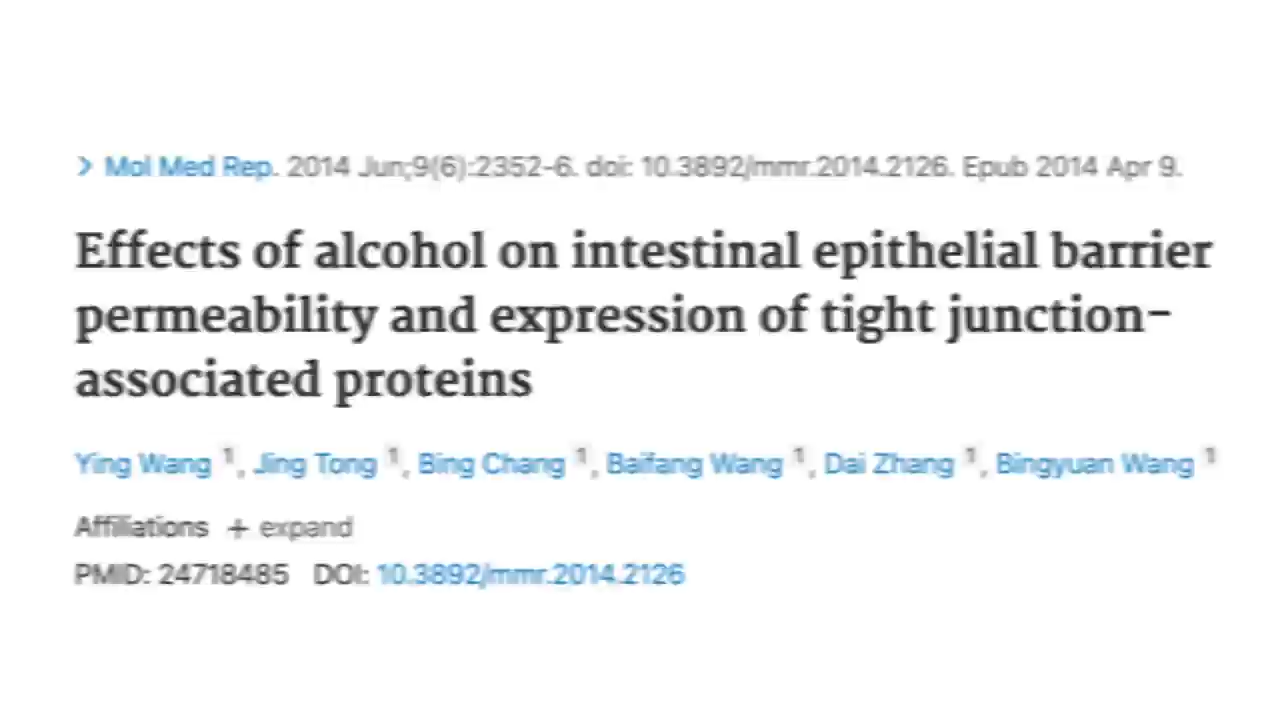 > Mol Med Rep. 2014 Jun;9(6):2352-6. doi: 10.3892/mmr.2014.2126. Epub 2014 Apr 9.
Effects of alcohol on intestinal epithelial barrier
permeability and expression of tight junction-
associated proteins
Ying Wang 1, Jing Tong 1, Bing Chang 1, Baifang Wang 1, Dai Zhang 1, Bingyuan Wang 1
Affiliations + expand
PMID: 24718485 DOI: 10.3892/mmr.2014.2126